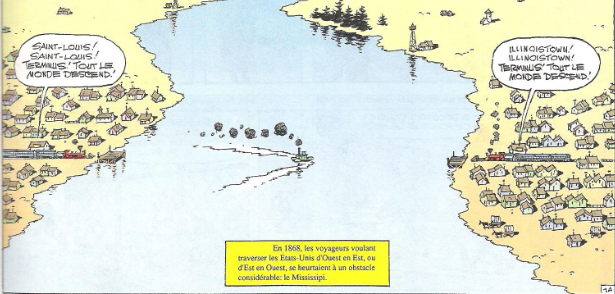 SAINT-LOUIS!
SAINT-LOUIS!
TERMINUS! TOUT LE
MONDE DESCEND!
ILLINOISTOWN!
ILLINOISTOWN!
TERMINUS! TOUT LE
MONDE DESCEND!
En 1868, les voyageurs voulant
traverser les Etats-Unis d'Ouest en Est, ou
d'Est en Ouest, se heurtaient à un obstacle
considérable: le Mississipi.